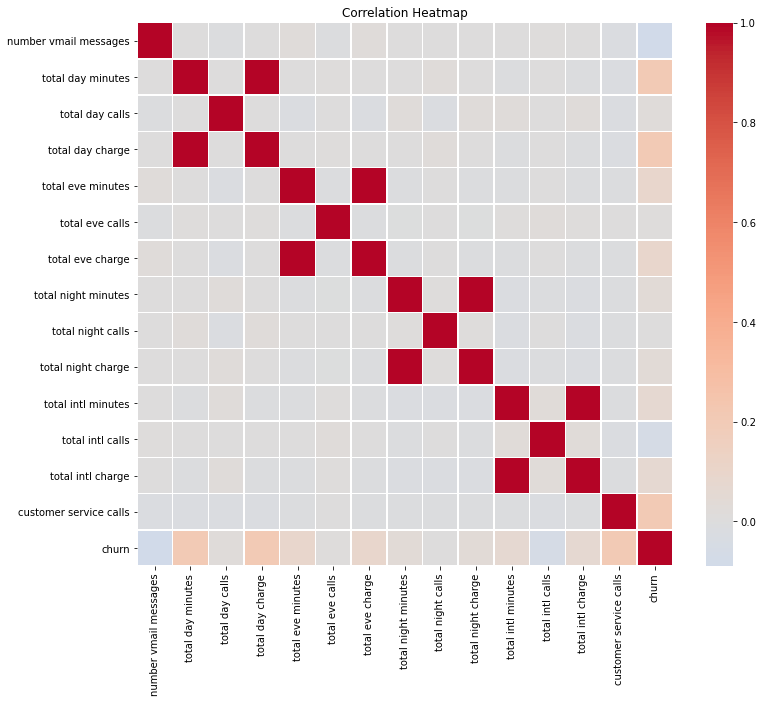 Correlation Heatmap
number vmail messages
total day minutes
total day calls
total day charge
total eve minutes
total eve calls
total eve charge
total night minutes
total night calls
total night charge
total intl minutes
total intl calls
total intl charge
customer service calls
churn
number vmail messages
total day minutes
total day calls
total day charge
total eve minutes
total eve calls
total eve charge
total night minutes
total night calls
total night charge
total intl minutes
total intl calls
total intl charge
customer service calls
churn
1.0
0.8
0.6
0.4
0.2
0.0